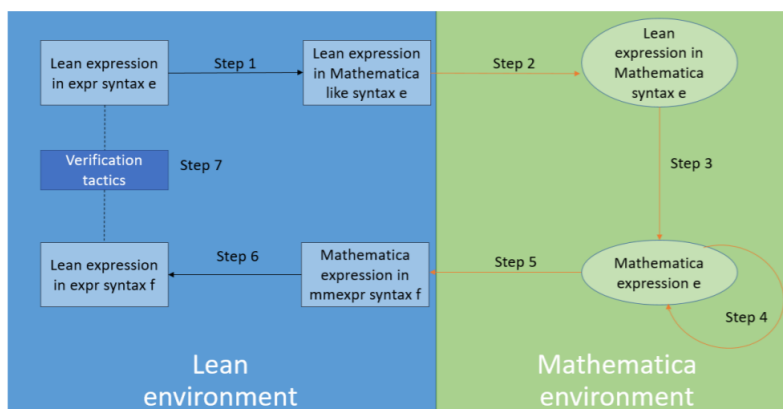 Lean expression
in expr syntax e
Step 1
Lean expression
in Mathematica
like syntax e
Step 2
Lean
expression in
Mathematica
syntax e
Verification
tactics
Step 7
Step 3
Lean expression
in expr syntax f
Step 6
Mathematica
expression in
mmexpr syntax f
Step 5
Mathematica
expression e
Step 4
Lean
environment
Mathematica
environment